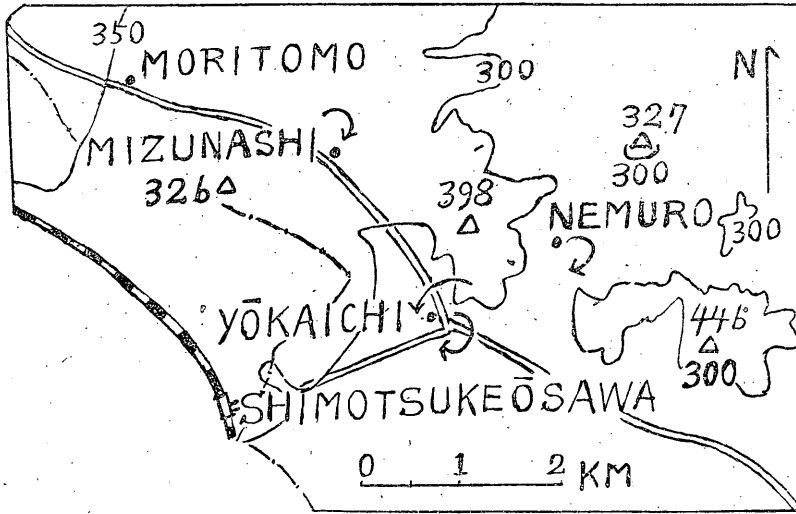 350
MORITOMO
300
N
327
300
MIZUNASHI
326
398
NEMURO
300
YŌKAICHI
446
300
SHIMOTSUKEŌSAWA
0 1 2 KM